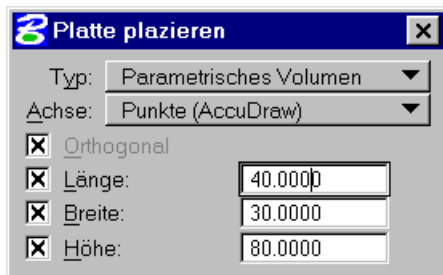 Platte plazieren
Typ: Parametrisches Volumen
Achse: Punkte (AccuDraw)
Orthogonal
Länge: 40.0000
Breite: 30.0000
Höhe: 80.0000